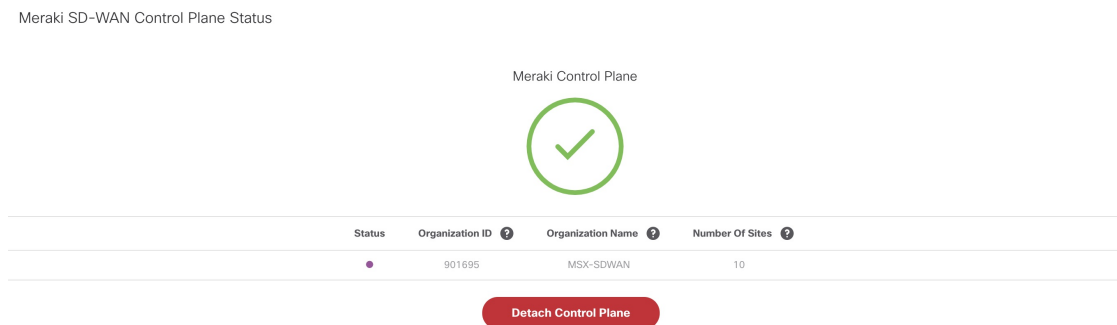 Meraki SD-WAN Control Plane Status
Meraki Control Plane
Status Organization ID ? Organization Name ? Number Of Sites ?
901695 MSX-SDWAN 10
Detach Control Plane